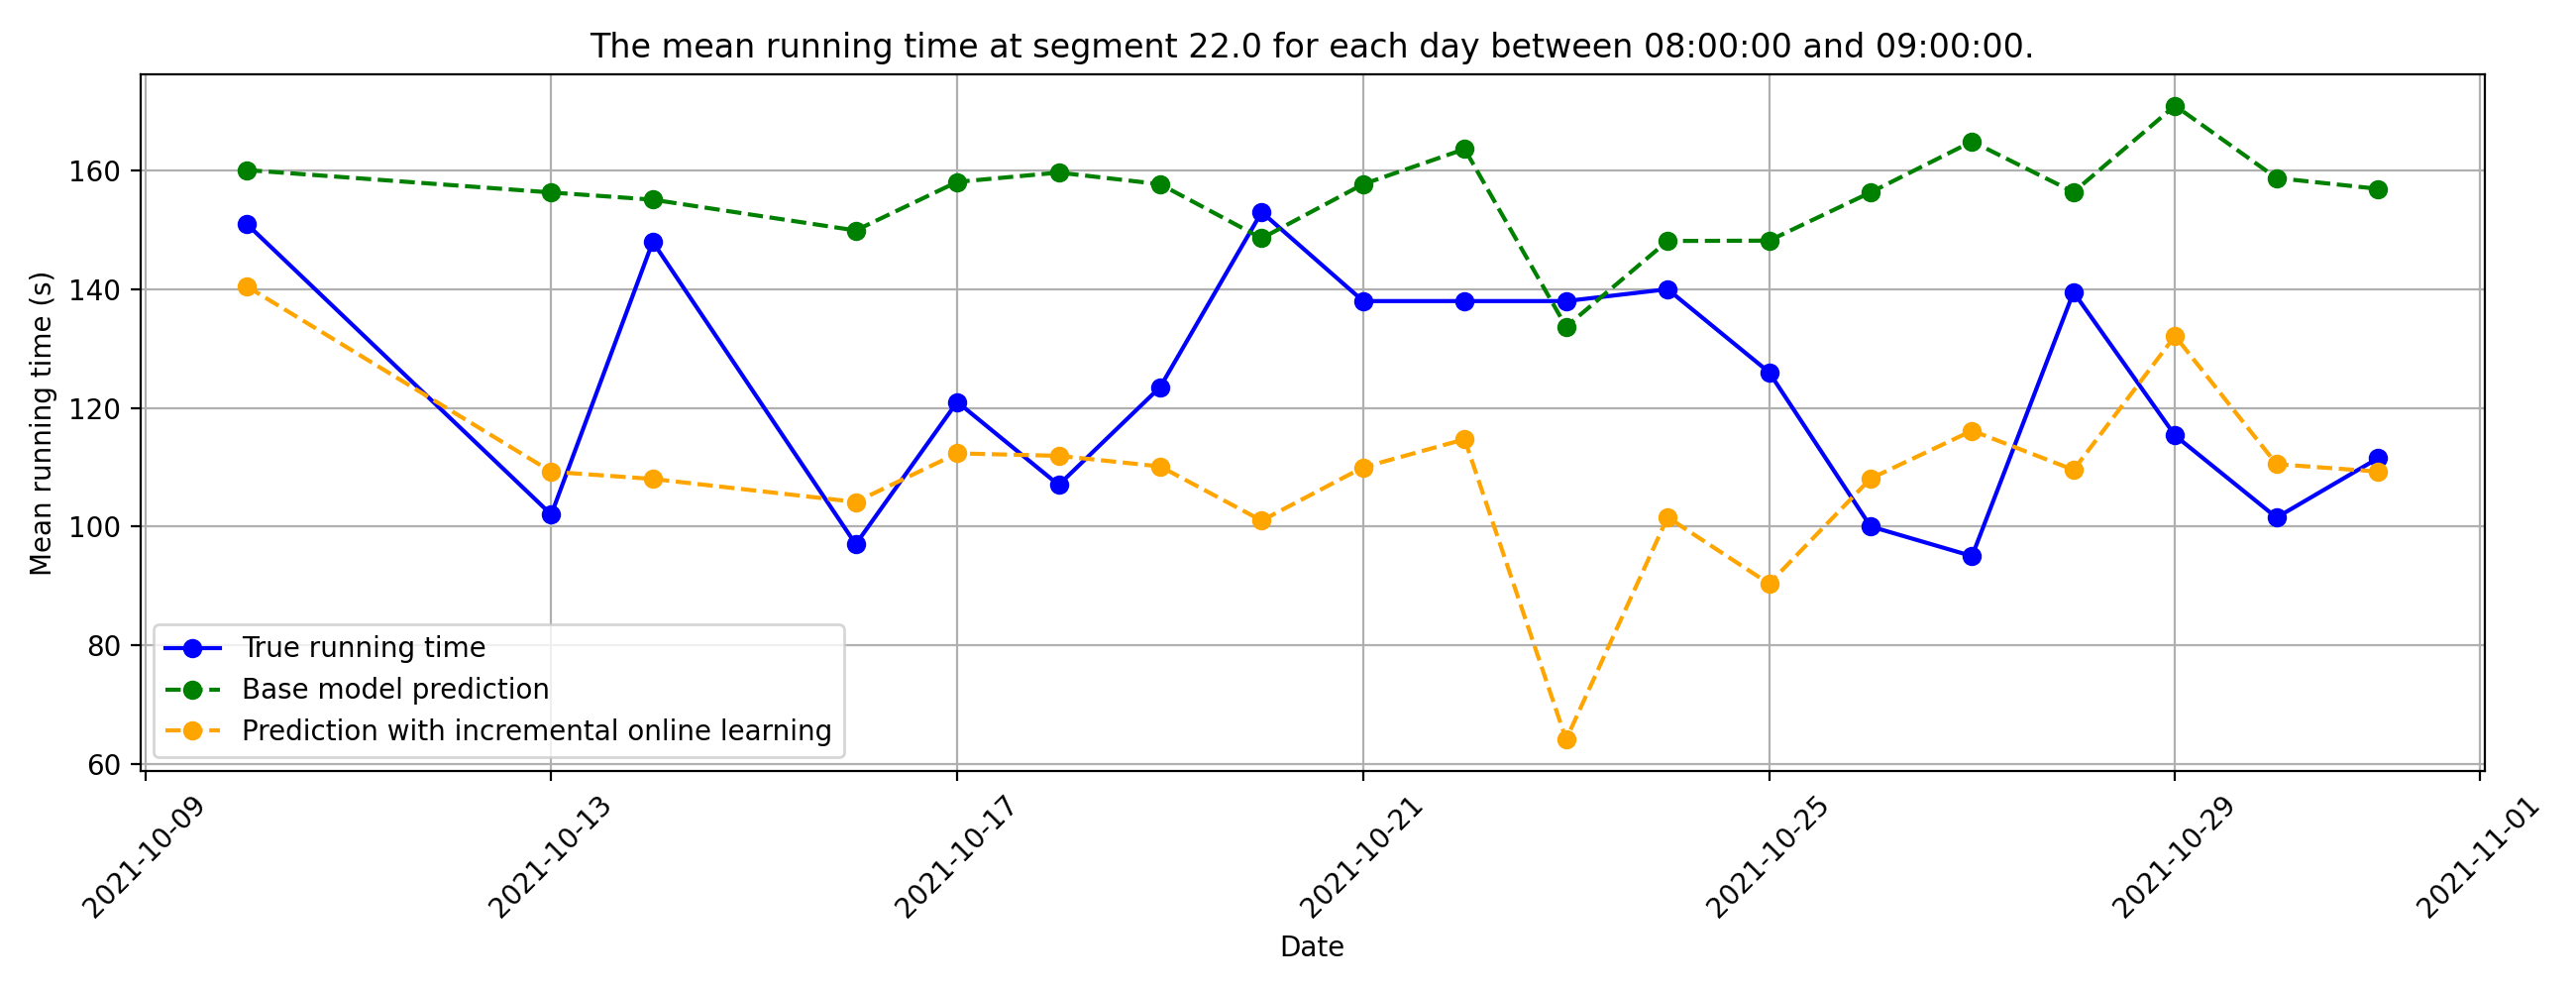 The mean running time at segment 22.0 for each day between 08:00:00 and 09:00:00.
Mean running time (s)
160
140
120
100
80
60
True running time
Base model prediction
Prediction with incremental online learning
2021-10-09
2021-10-13
2021-10-17
2021-10-21
2021-10-25
2021-10-29
2021-11-01
Date